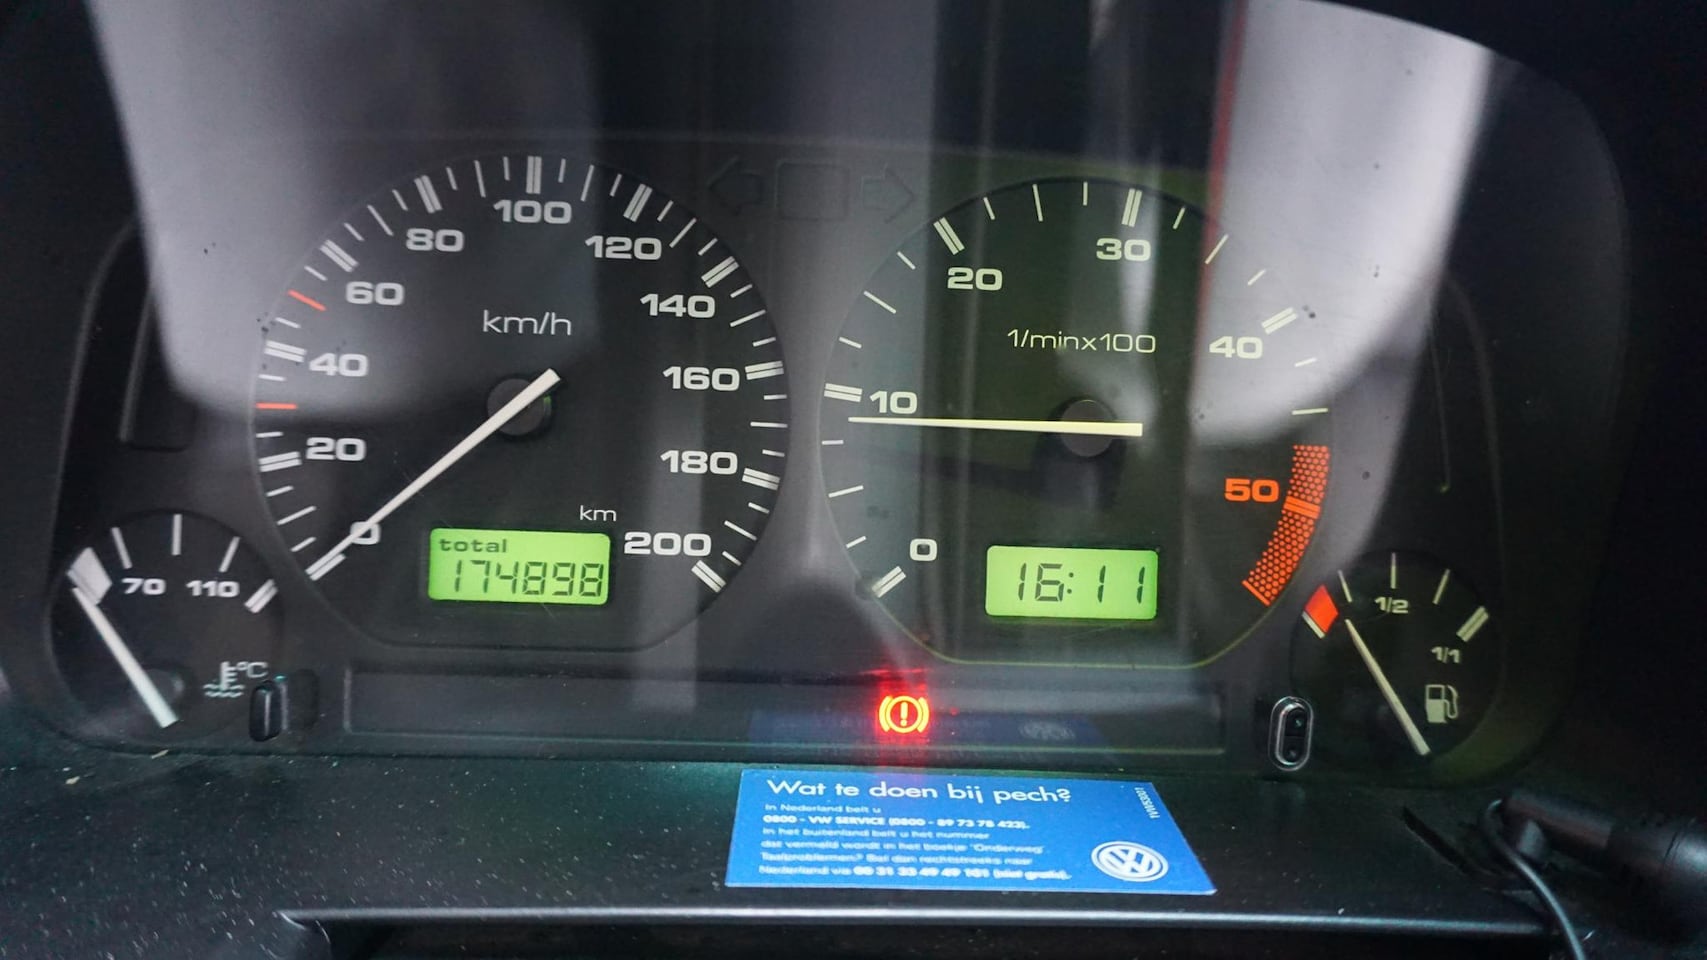 100
80
120
60
140
km/h
40
160
20
180
0
200
km
total
174898
20
30
1/minx100
40
10
50
0
16:11
70 110
°C
1/2
1/1
Wat te doen bij pech?
In Nederland belt u
0800 - VW SERVICE (0800 - 89 73 78 423).
In het buitenland belt u het nummer
dat vermeld wordt in het boekje 'Onderweg'
Taalproblemen? Bel dan rechtstreeks naar
Nederland via 00 31 33 49 49 101 (niet gratis).